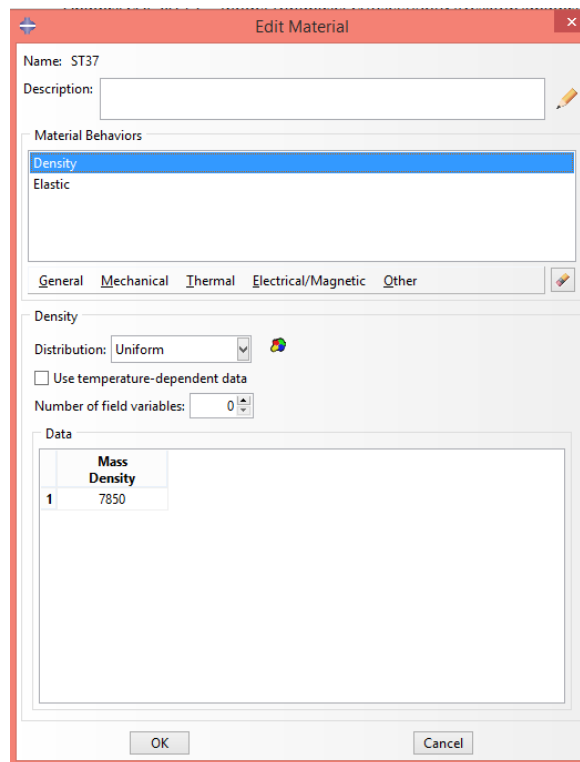 Edit Material
Name: ST37
Description:
Material Behaviors
Density
Elastic
General Mechanical Thermal Electrical/Magnetic Other
Density
Distribution: Uniform
Use temperature-dependent data
Number of field variables: 0
Data
Mass
Density
1 7850
OK Cancel